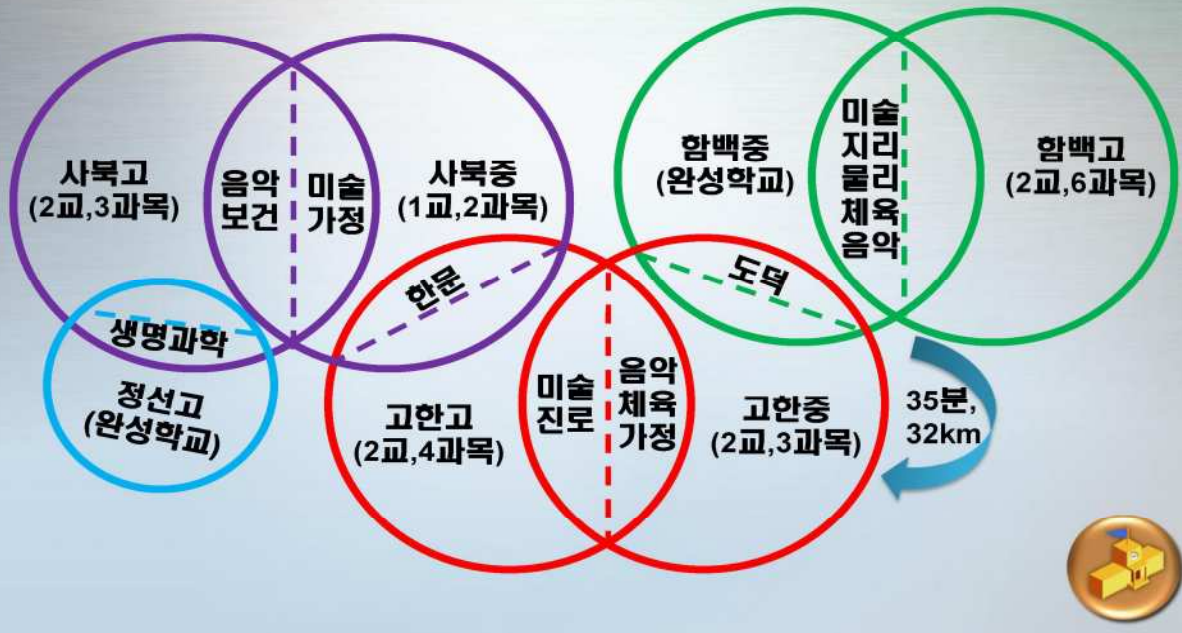 사북고
(2교,3과목)
음악
보건
미술
가정
사북중
(1교,2과목)
함백중
(완성학교)
미술
지리
물리
체육
음악
함백고
(2교,6과목)
한문
도덕
생명과학
정선고
(완성학교)
고한고
(2교,4과목)
미술
진로
음악
체육
가정
고한중
(2교,3과목)
35분,
32km